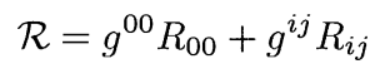 $\mathcal{R} = g^{00} R_{00} + g^{ij} R_{ij}$